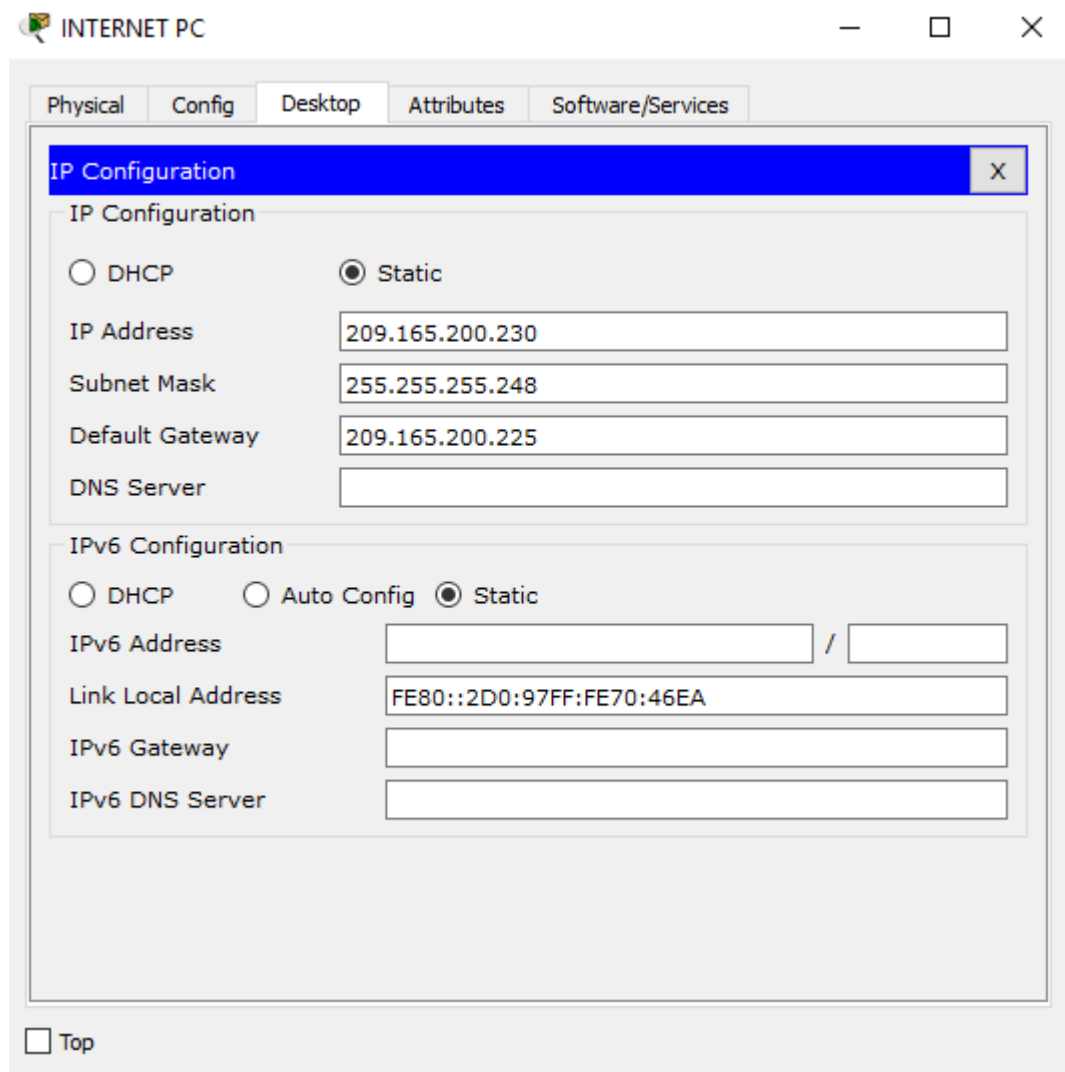 INTERNET PC
Physical Config Desktop Attributes Software/Services
IP Configuration X
IP Configuration
DHCP Static
IP Address 209.165.200.230
Subnet Mask 255.255.255.248
Default Gateway 209.165.200.225
DNS Server
IPv6 Configuration
DHCP Auto Config Static
IPv6 Address /
Link Local Address FE80::2D0:97FF:FE70:46EA
IPv6 Gateway
IPv6 DNS Server
Top